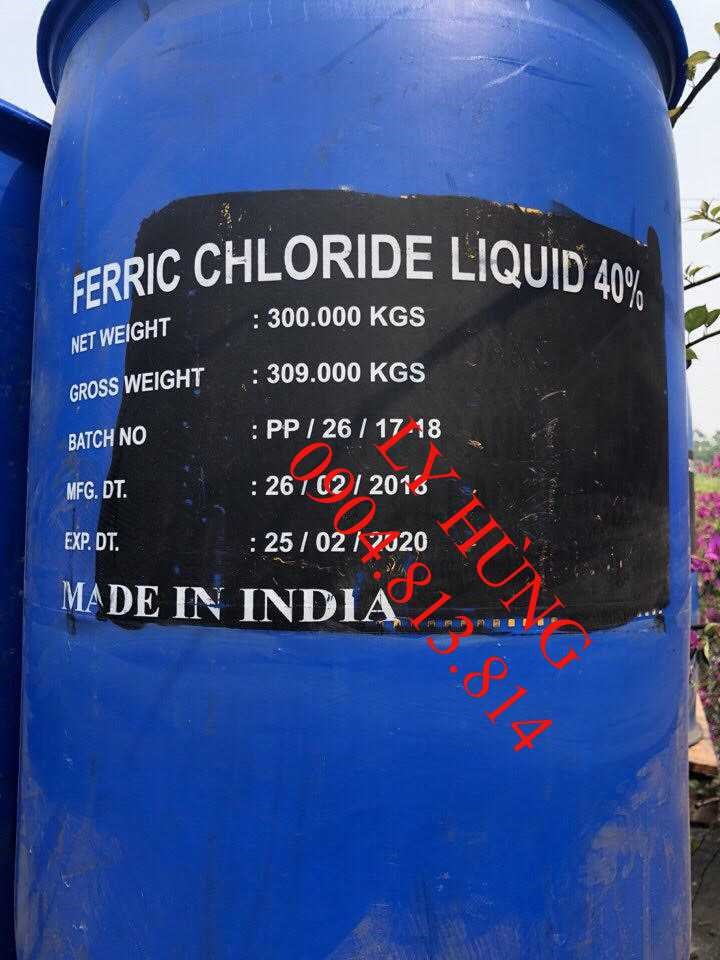 FERRIC CHLORIDE LIQUID 40%
NET WEIGHT : 300.000 KGS
GROSS WEIGHT : 309.000 KGS
BATCH NO : PP / 26 / 17-18
MFG. DT. : 26 / 02 / 2018
EXP. DT. : 25 / 02 / 2020
MADE IN INDIA
LY HÙNG
0904.813.814